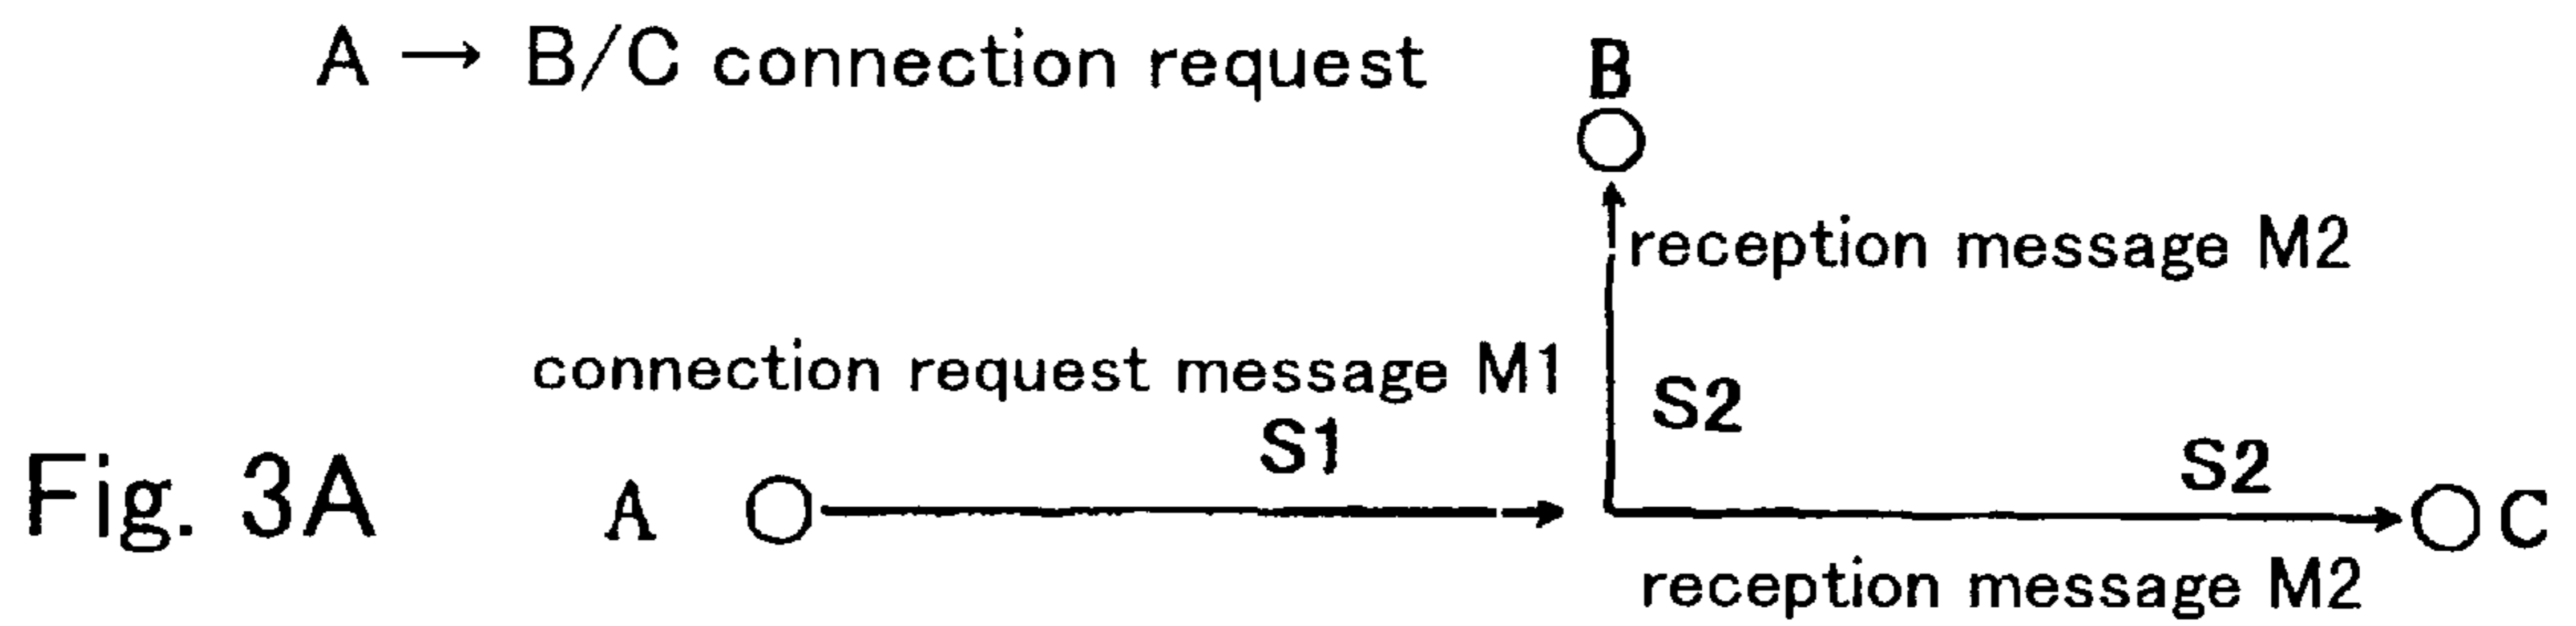 A → B/C connection request
B
reception message M2
connection request message M1
S2
S1
S2
Fig. 3A
A
C
reception message M2